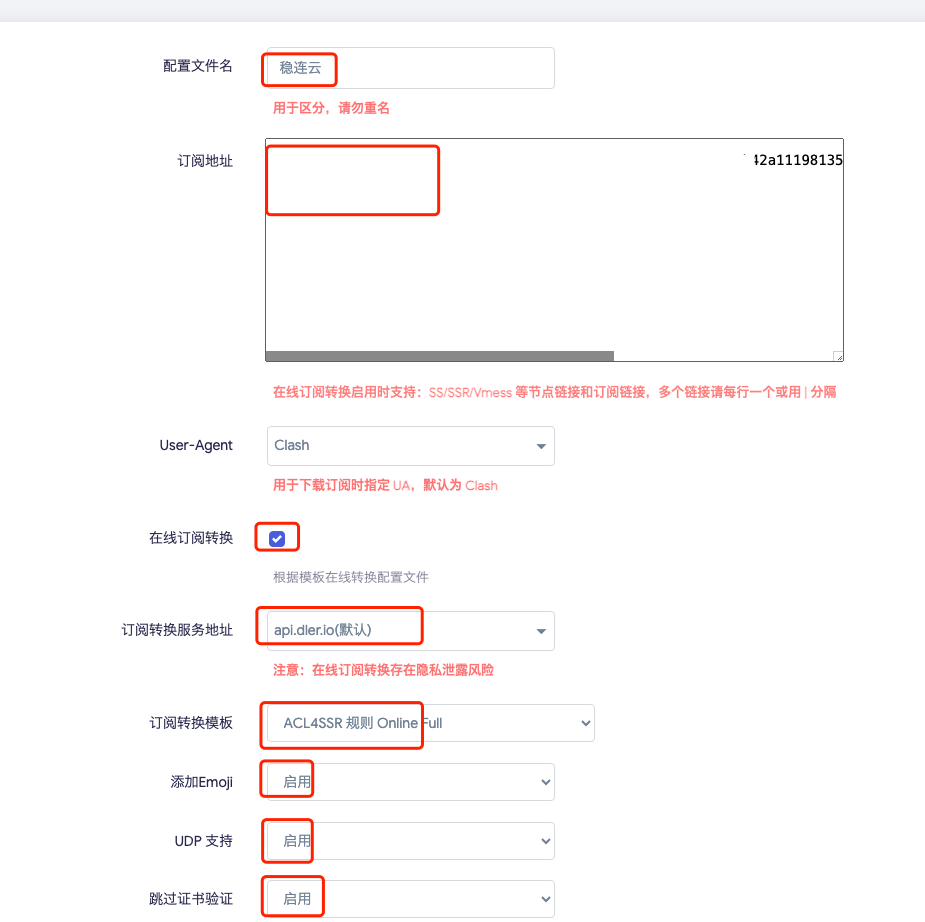 配置文件名
稳连云
用于区分，请勿重名
订阅地址
42a11198135
在线订阅转换启用时支持：SS/SSR/Vmess 等节点链接和订阅链接，多个链接请每行一个或用 | 分隔
User-Agent
Clash
用于下载订阅时指定 UA，默认为 Clash
在线订阅转换
根据模板在线转换配置文件
订阅转换服务地址
api.dler.io(默认)
注意：在线订阅转换存在隐私泄露风险
订阅转换模板
ACL4SSR 规则 Online Full
添加Emoji
启用
UDP 支持
启用
跳过证书验证
启用